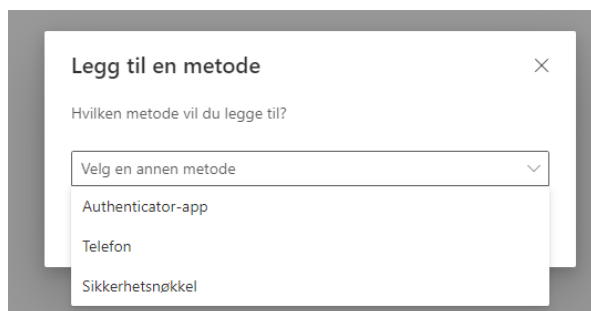 Legg til en metode
Hvilken metode vil du legge til?
Velg en annen metode
Authenticator-app
Telefon
Sikkerhetsnøkkel